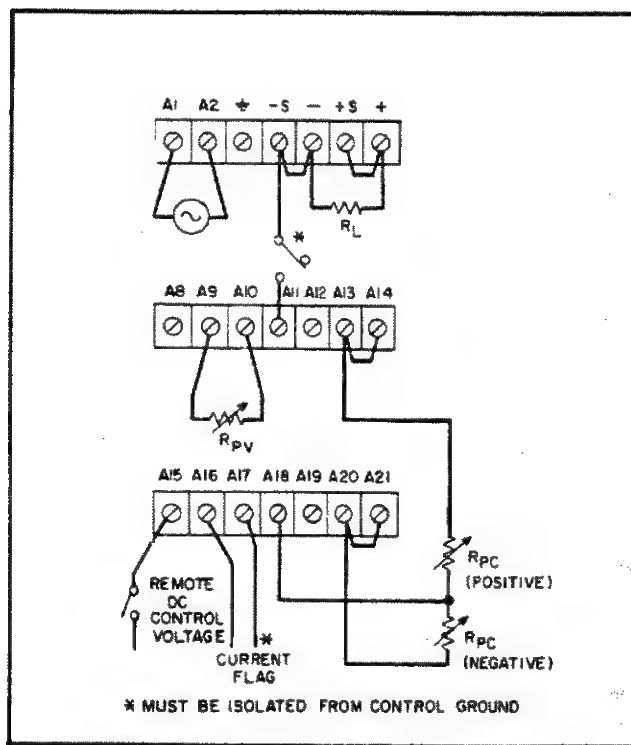 A1 A2 ⏚ -S - +S +
RL
*
A8 A9 A10 A11 A12 A13 A14
RPV
A15 A16 A17 A18 A19 A20 A21
RPC
(POSITIVE)
REMOTE
DC
CONTROL
VOLTAGE
*
CURRENT
FLAG
RPC
(NEGATIVE)
* MUST BE ISOLATED FROM CONTROL GROUND